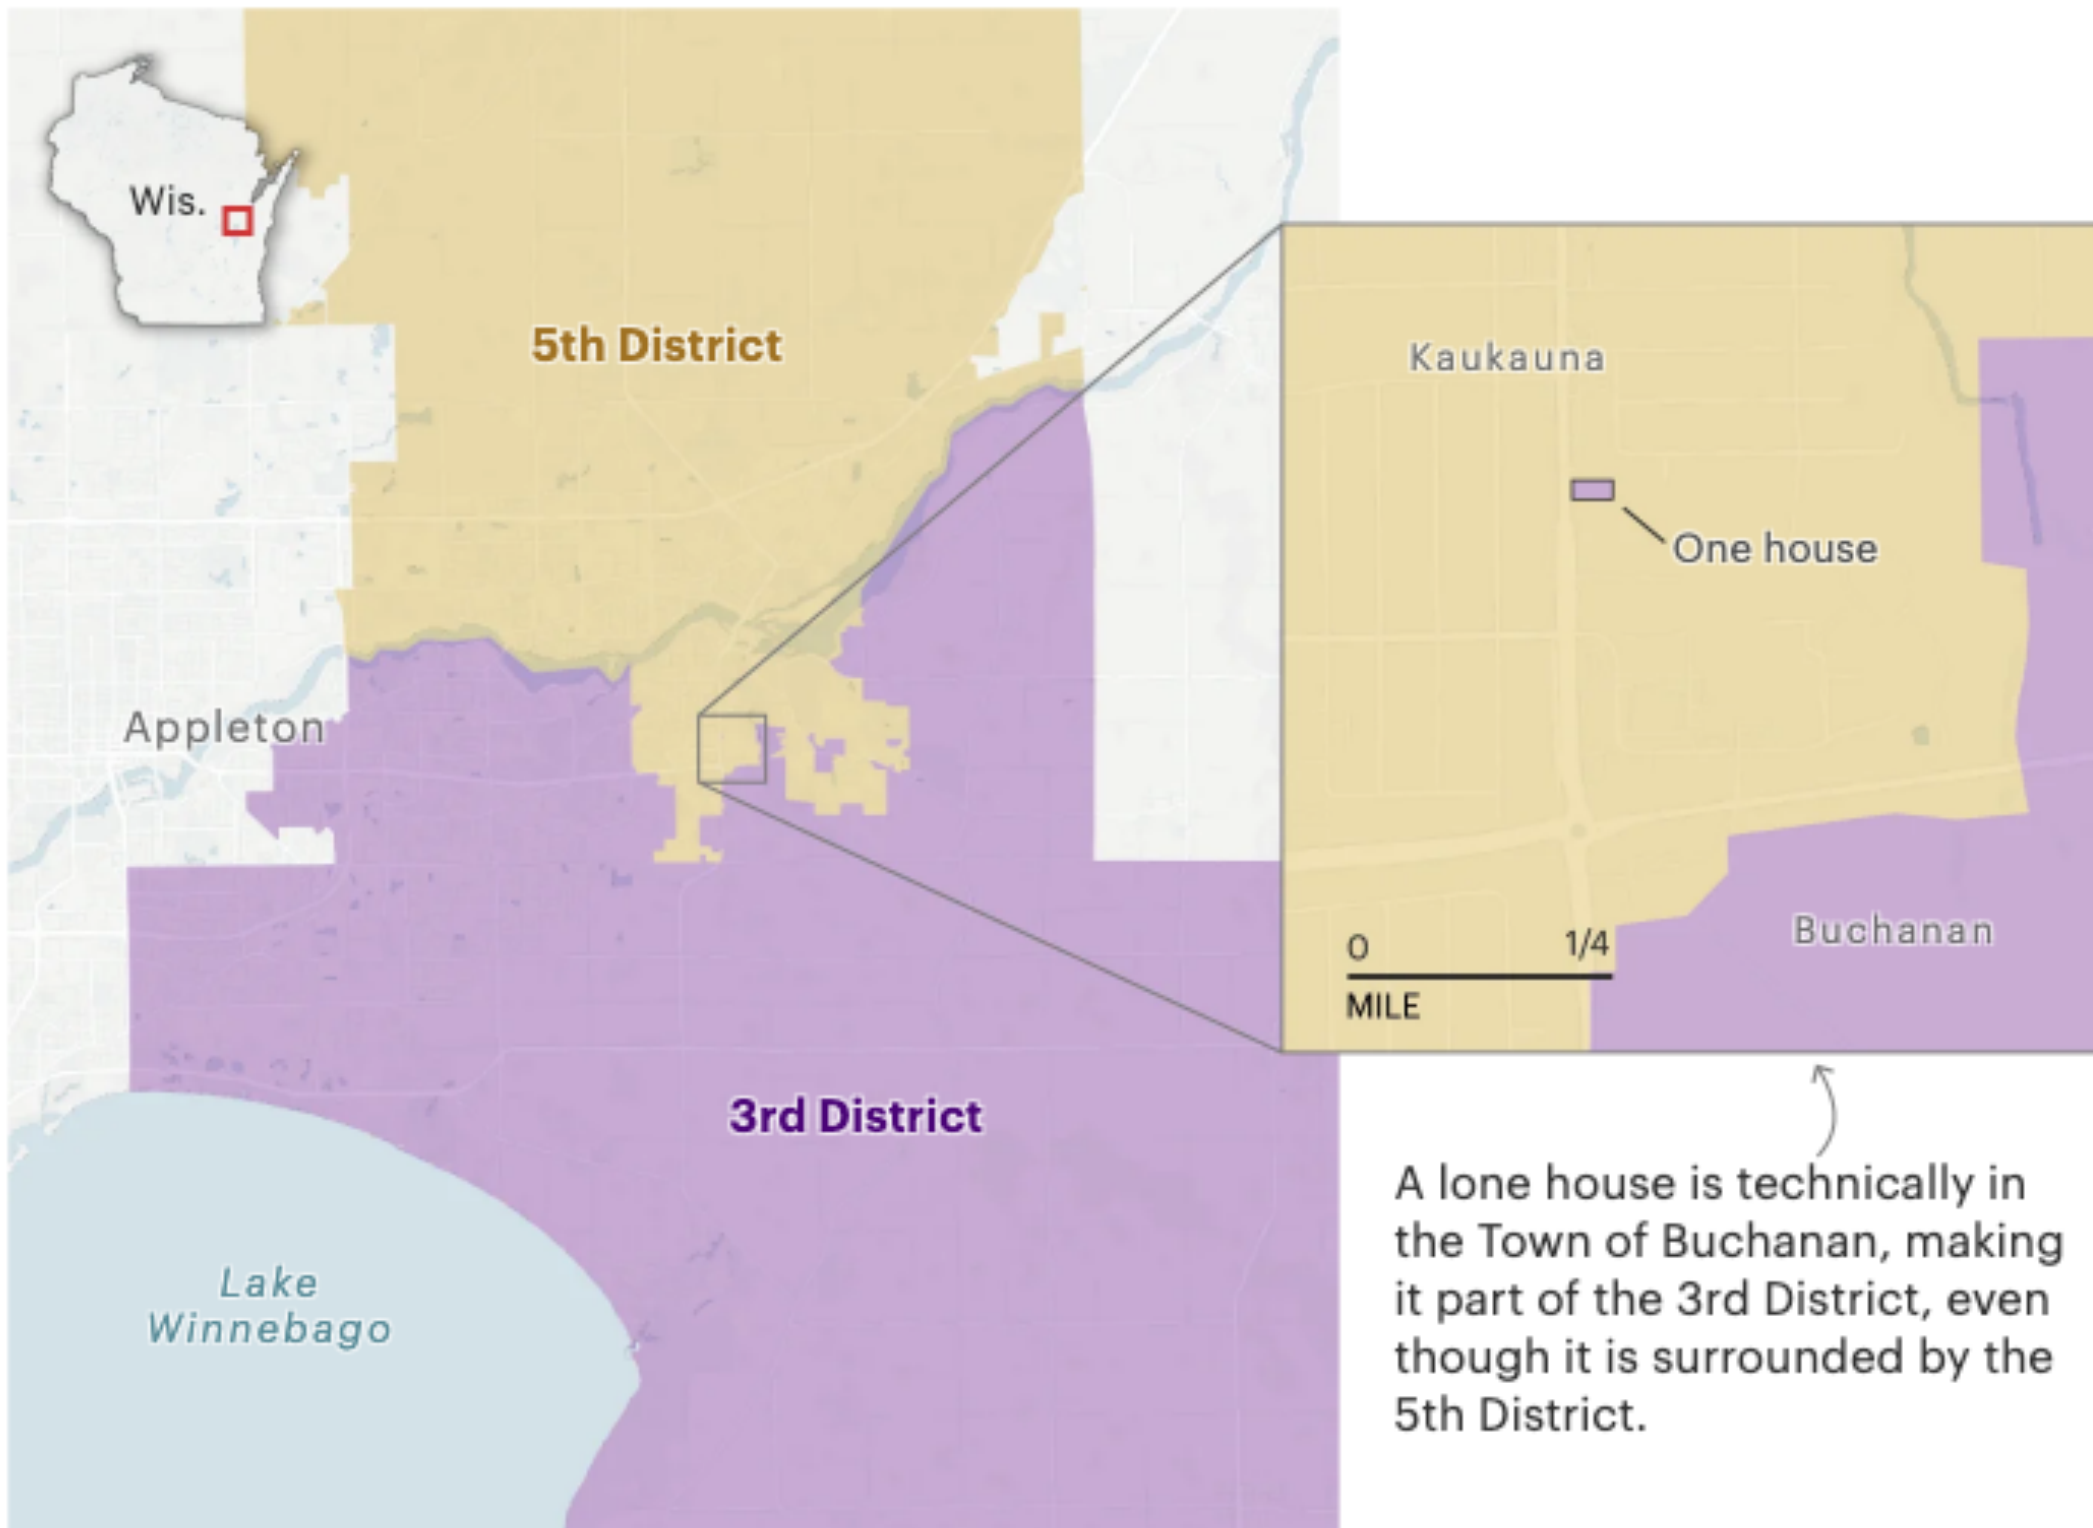 Wis.
5th District
Kaukauna
One house
Appleton
Buchanan
0 1/4
MILE
3rd District
A lone house is technically in
the Town of Buchanan, making
it part of the 3rd District, even
though it is surrounded by the
5th District.
Lake
Winnebago